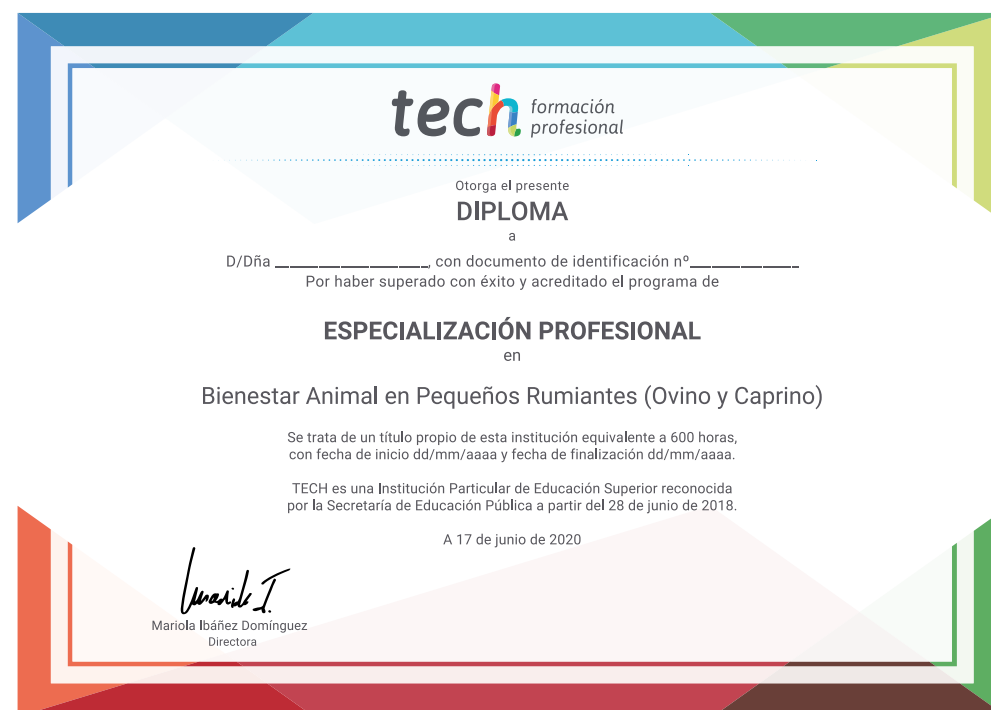 tech formación
profesional
Otorga el presente
DIPLOMA
a
D/Dña ______________________, con documento de identificación nº_______________
Por haber superado con éxito y acreditado el programa de
ESPECIALIZACIÓN PROFESIONAL
en
Bienestar Animal en Pequeños Rumiantes (Ovino y Caprino)
Se trata de un título propio de esta institución equivalente a 600 horas,
con fecha de inicio dd/mm/aaaa y fecha de finalización dd/mm/aaaa.
TECH es una Institución Particular de Educación Superior reconocida
por la Secretaría de Educación Pública a partir del 28 de junio de 2018.
A 17 de junio de 2020
Mariola Ibáñez Domínguez
Directora